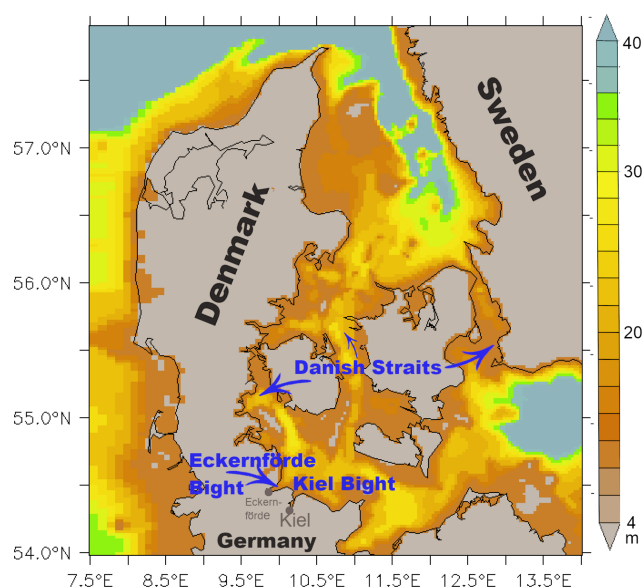 40
Sweden
57.0°N
30
Denmark
56.0°N
20
Danish Straits
55.0°N
Eckernförde
Bight
Kiel Bight
Eckern-
förde
Kiel
Germany
4
m
54.0°N
7.5°E 8.5°E 9.5°E 10.5°E 11.5°E 12.5°E 13.5°E